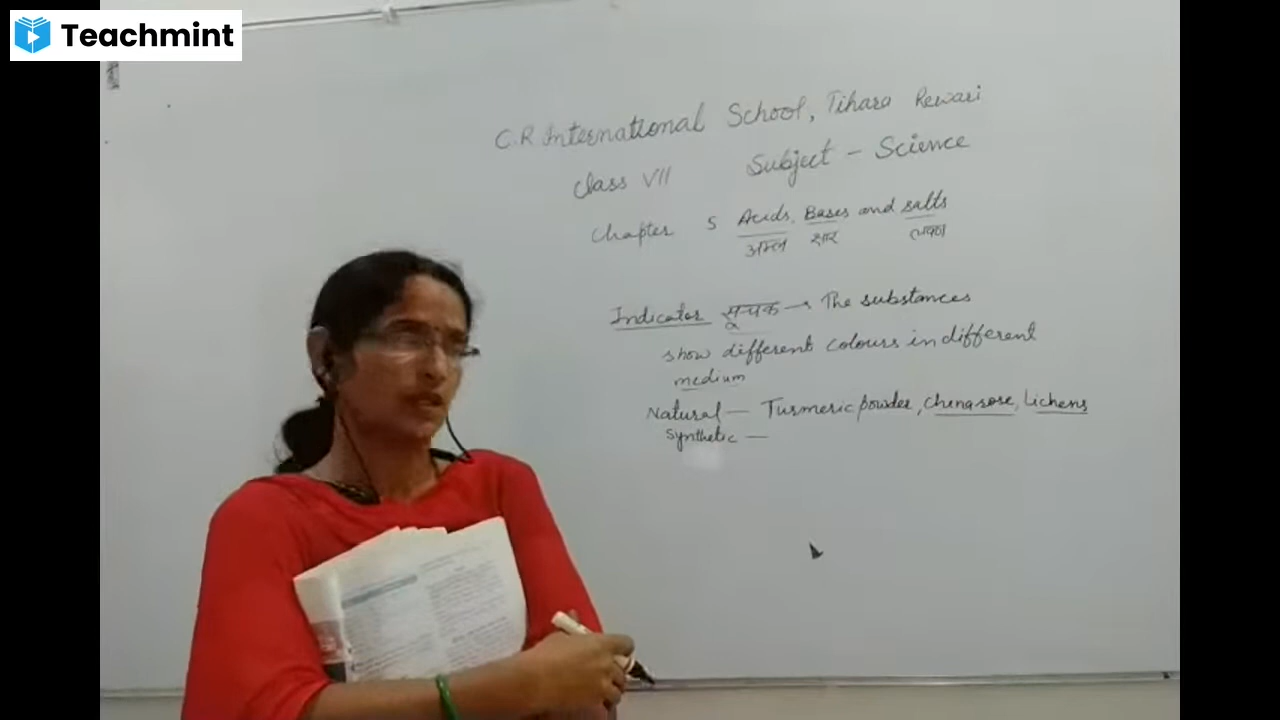 Teachmint
C.R. International School, Tihara Rewari
Class VII Subject - Science
Chapter 5 Acids, Bases and salts
अम्ल क्षार लवण
Indicator सूचक → The substances
show different colours in different
medium
Natural — Turmeric powder, China rose, Lichens
Synthetic —